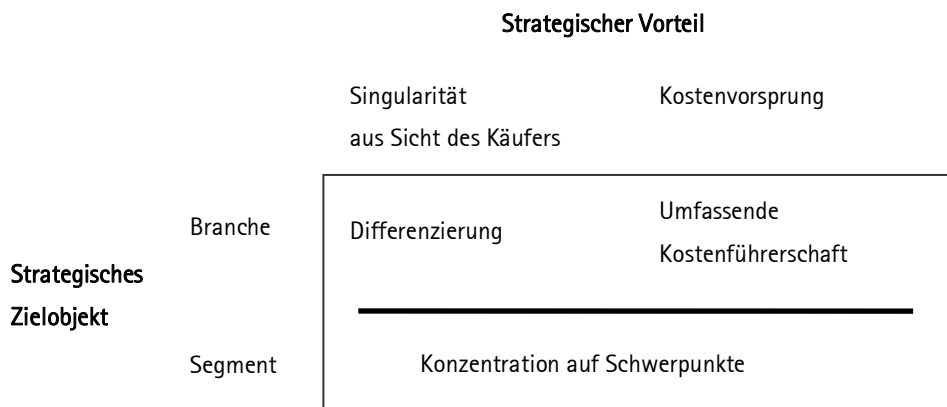 Strategischer Vorteil
Singularität
aus Sicht des Käufers
Kostenvorsprung
Branche
Differenzierung
Umfassende
Kostenführerschaft
Strategisches
Zielobjekt
Segment
Konzentration auf Schwerpunkte